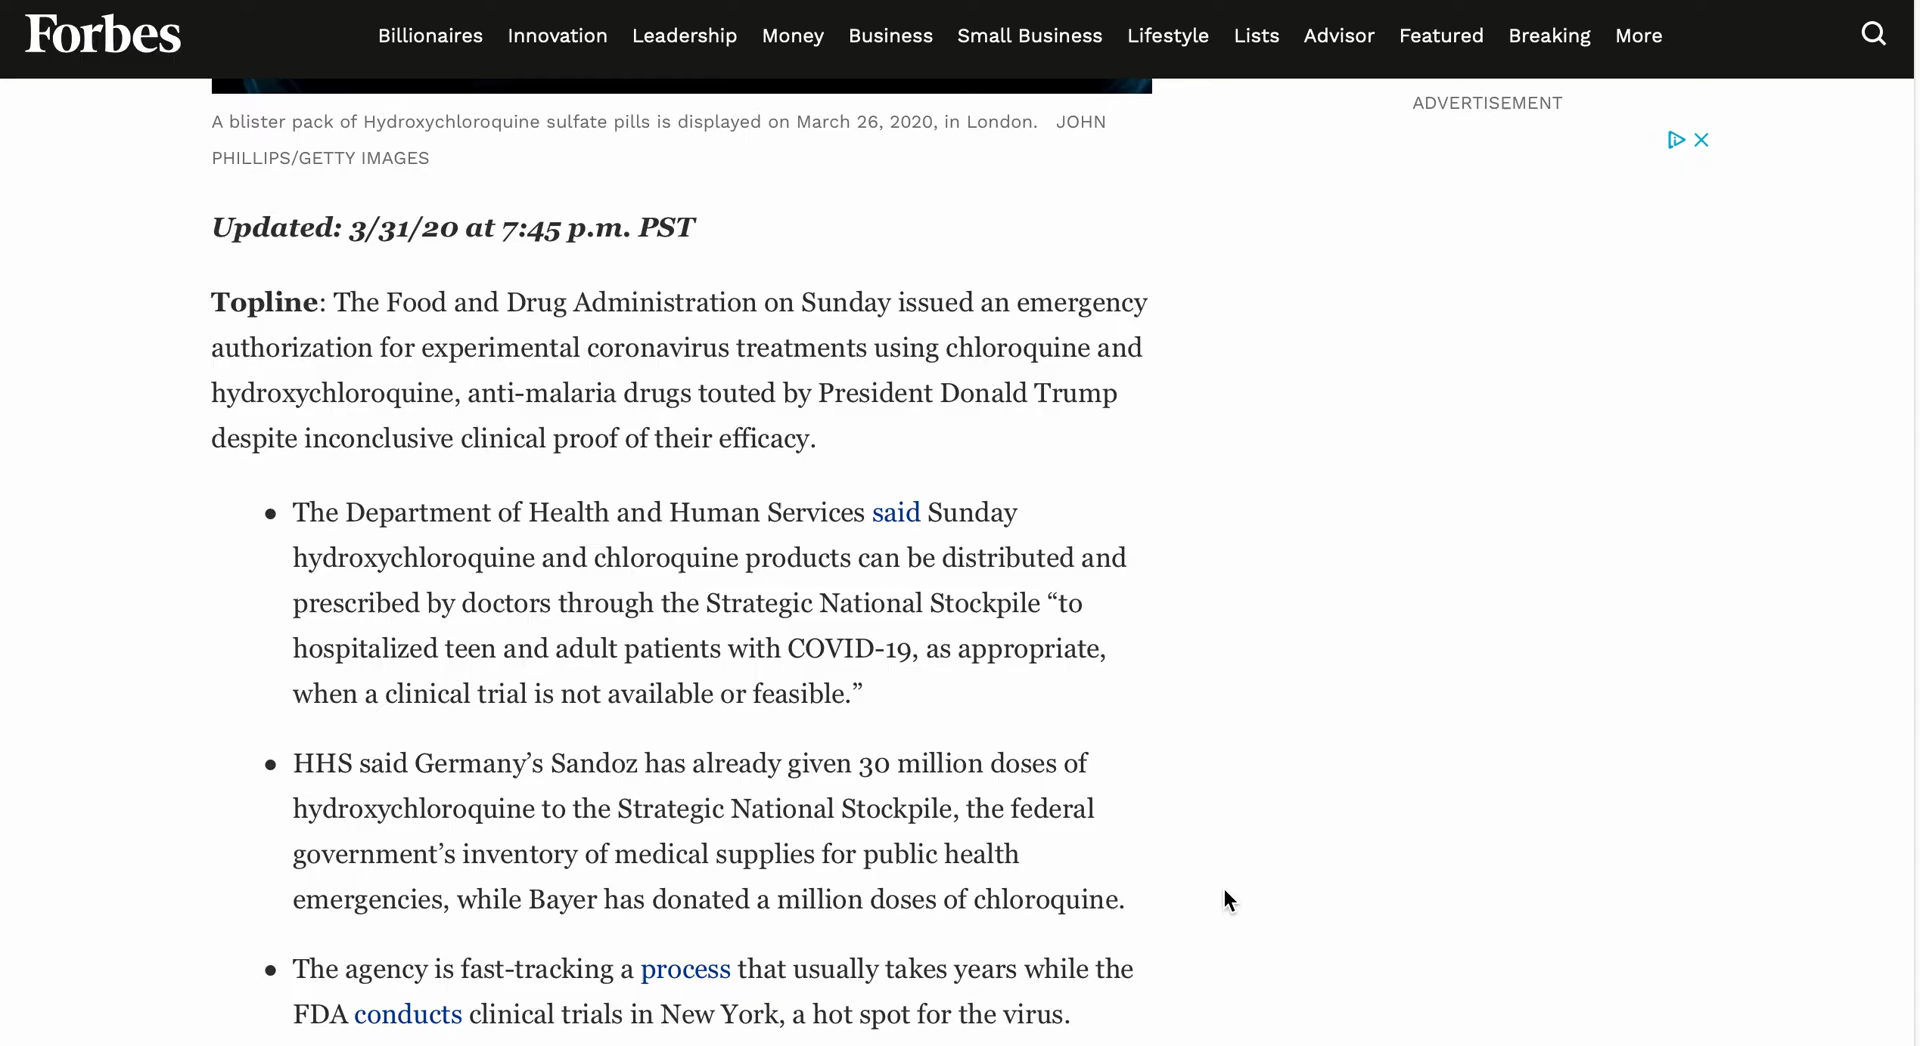 Forbes
Billionaires Innovation Leadership Money Business Small Business Lifestyle Lists Advisor Featured Breaking More
A blister pack of Hydroxychloroquine sulfate pills is displayed on March 26, 2020, in London. JOHN
PHILLIPS/GETTY IMAGES
ADVERTISEMENT
Updated: 3/31/20 at 7:45 p.m. PST
Topline: The Food and Drug Administration on Sunday issued an emergency
authorization for experimental coronavirus treatments using chloroquine and
hydroxychloroquine, anti-malaria drugs touted by President Donald Trump
despite inconclusive clinical proof of their efficacy.
● The Department of Health and Human Services said Sunday
hydroxychloroquine and chloroquine products can be distributed and
prescribed by doctors through the Strategic National Stockpile “to
hospitalized teen and adult patients with COVID-19, as appropriate,
when a clinical trial is not available or feasible.”
● HHS said Germany’s Sandoz has already given 30 million doses of
hydroxychloroquine to the Strategic National Stockpile, the federal
government’s inventory of medical supplies for public health
emergencies, while Bayer has donated a million doses of chloroquine.
● The agency is fast-tracking a process that usually takes years while the
FDA conducts clinical trials in New York, a hot spot for the virus.